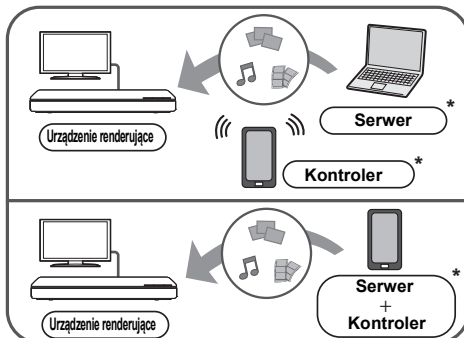 Serwer*
Urządzenie renderujące
Kontroler*
Serwer*
+
Kontroler
Urządzenie renderujące